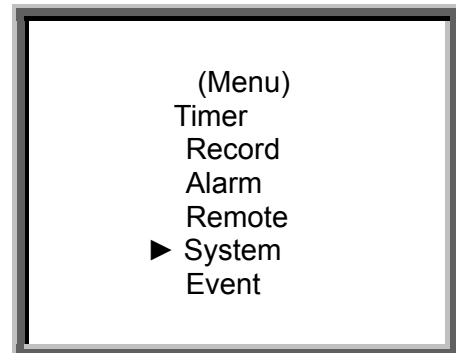 (Menu)
Timer
Record
Alarm
Remote
► System
Event